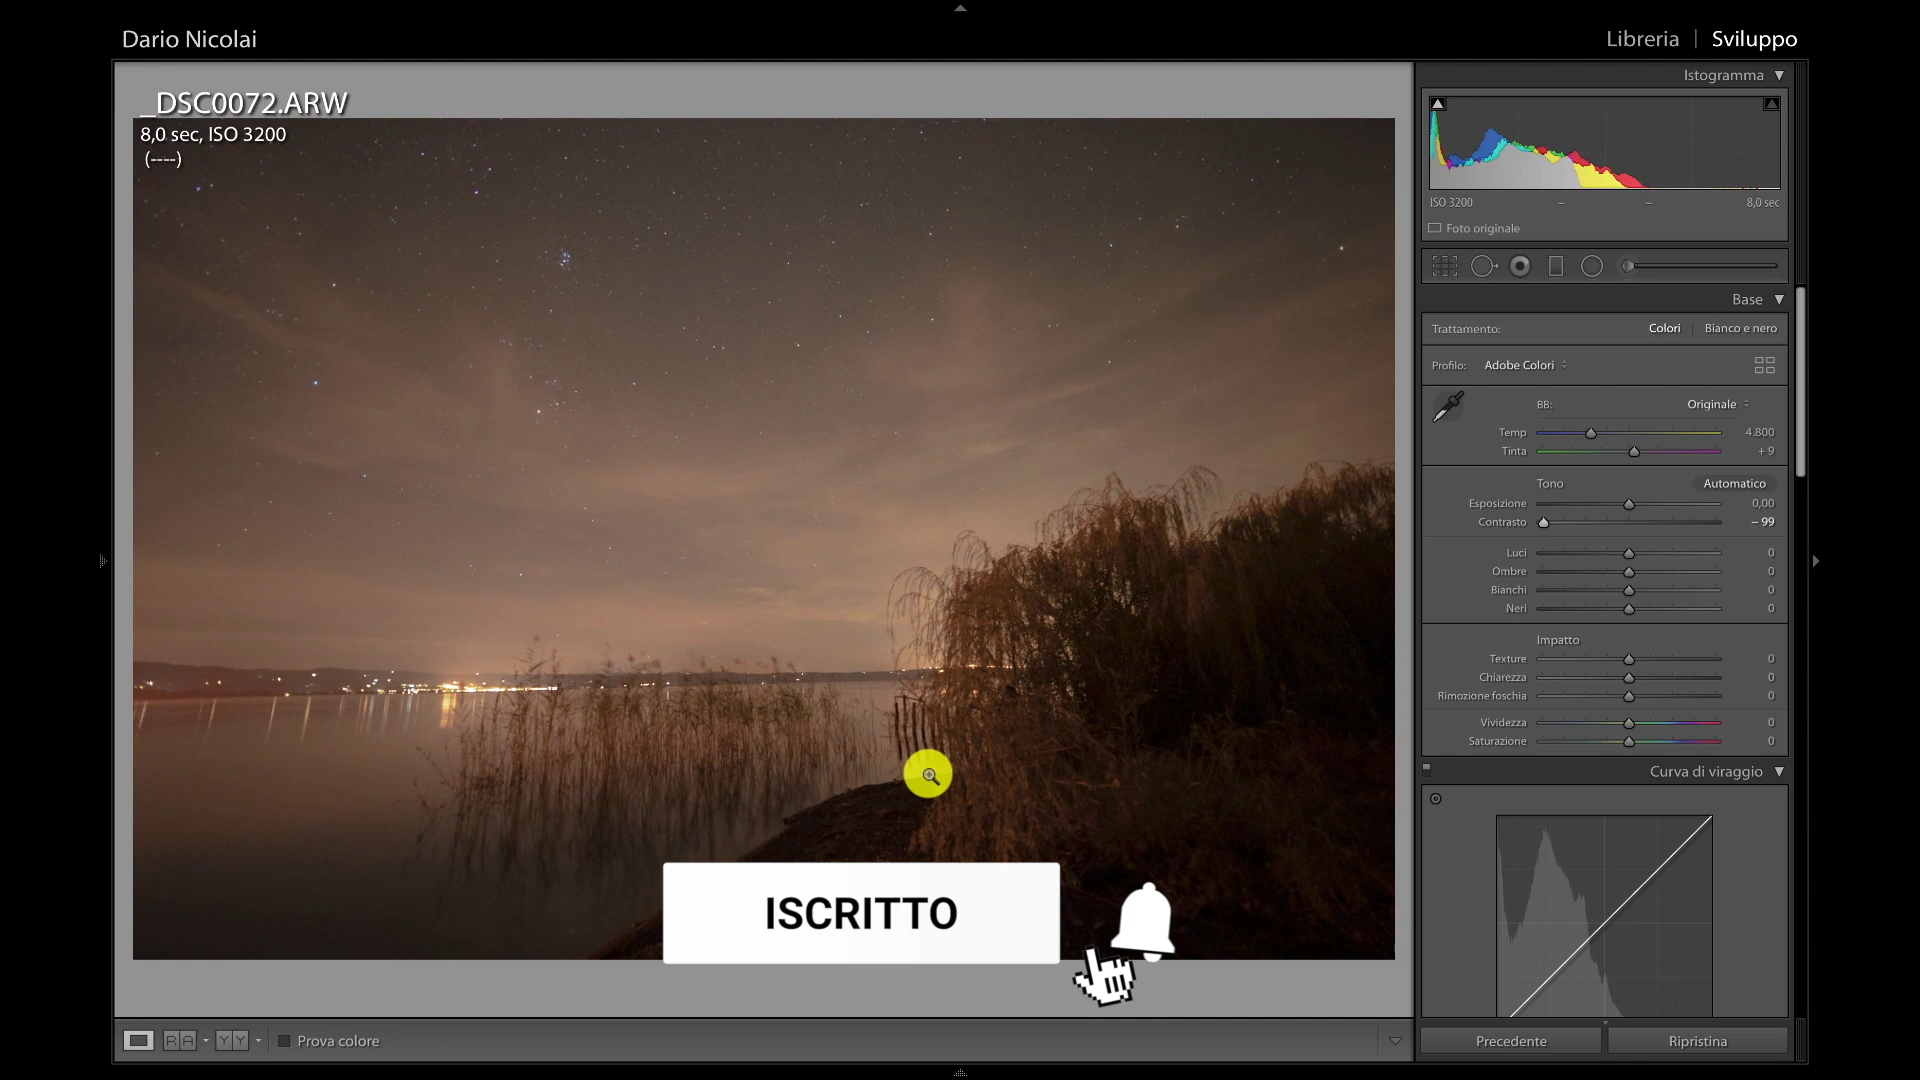 Dario Nicolai
Libreria | Sviluppo
_DSC0072.ARW
8,0 sec, ISO 3200
(----)
Istogramma
ISO 3200 – – 8,0 sec
Foto originale
Base
Trattamento: Colori | Bianco e nero
Profilo: Adobe Colori
BB: Originale
Temp 4.800
Tinta + 9
Tono Automatico
Esposizione 0,00
Contrasto – 99
Luci 0
Ombre 0
Bianchi 0
Neri 0
Impatto
Texture 0
Chiarezza 0
Rimozione foschia 0
Vividezza 0
Saturazione 0
Curva di viraggio
ISCRITTO
R A Y Y Prova colore
Precedente Ripristina